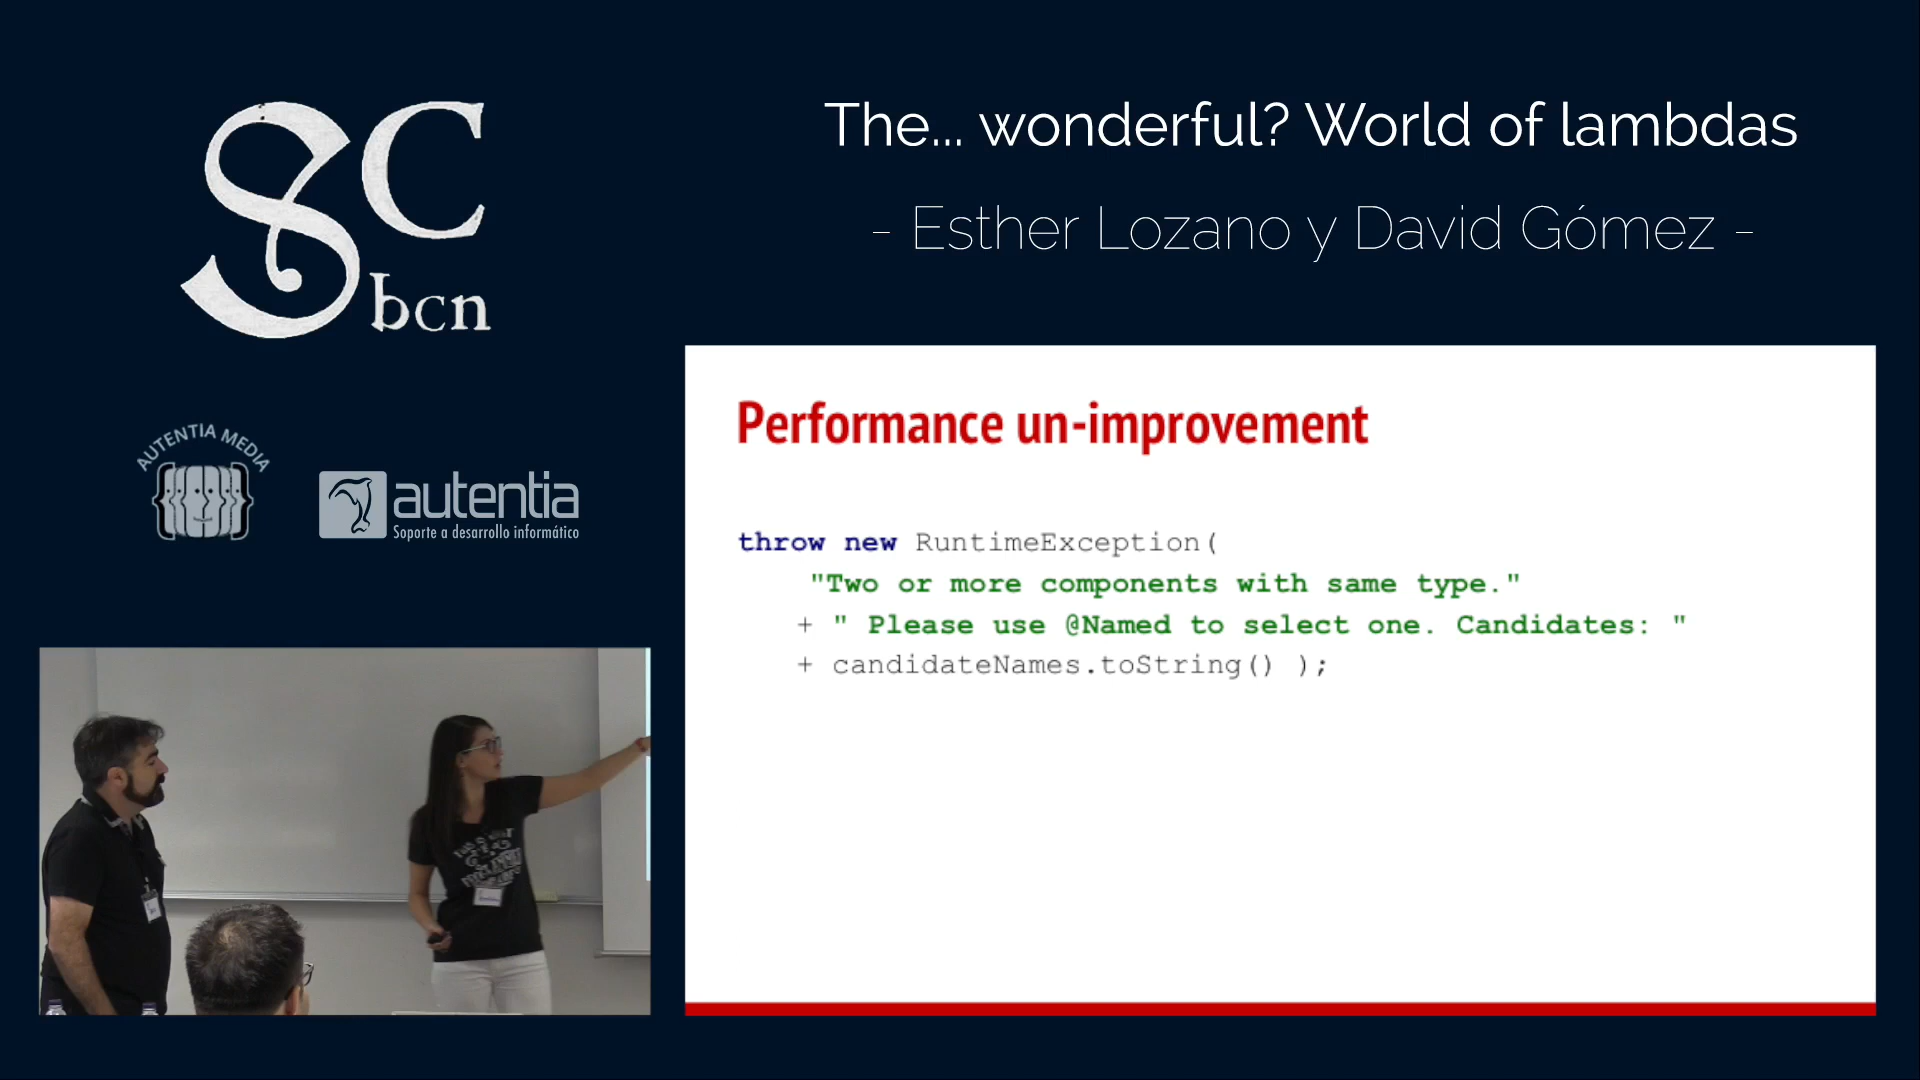 SC
bcn
The... wonderful? World of lambdas
- Esther Lozano y David Gómez -
AUTENTIA MEDIA
autentia
Soporte a desarrollo informático
Performance un-improvement
throw new RuntimeException(
"Two or more components with same type."
+ " Please use @Named to select one. Candidates: "
+ candidateNames.toString() );